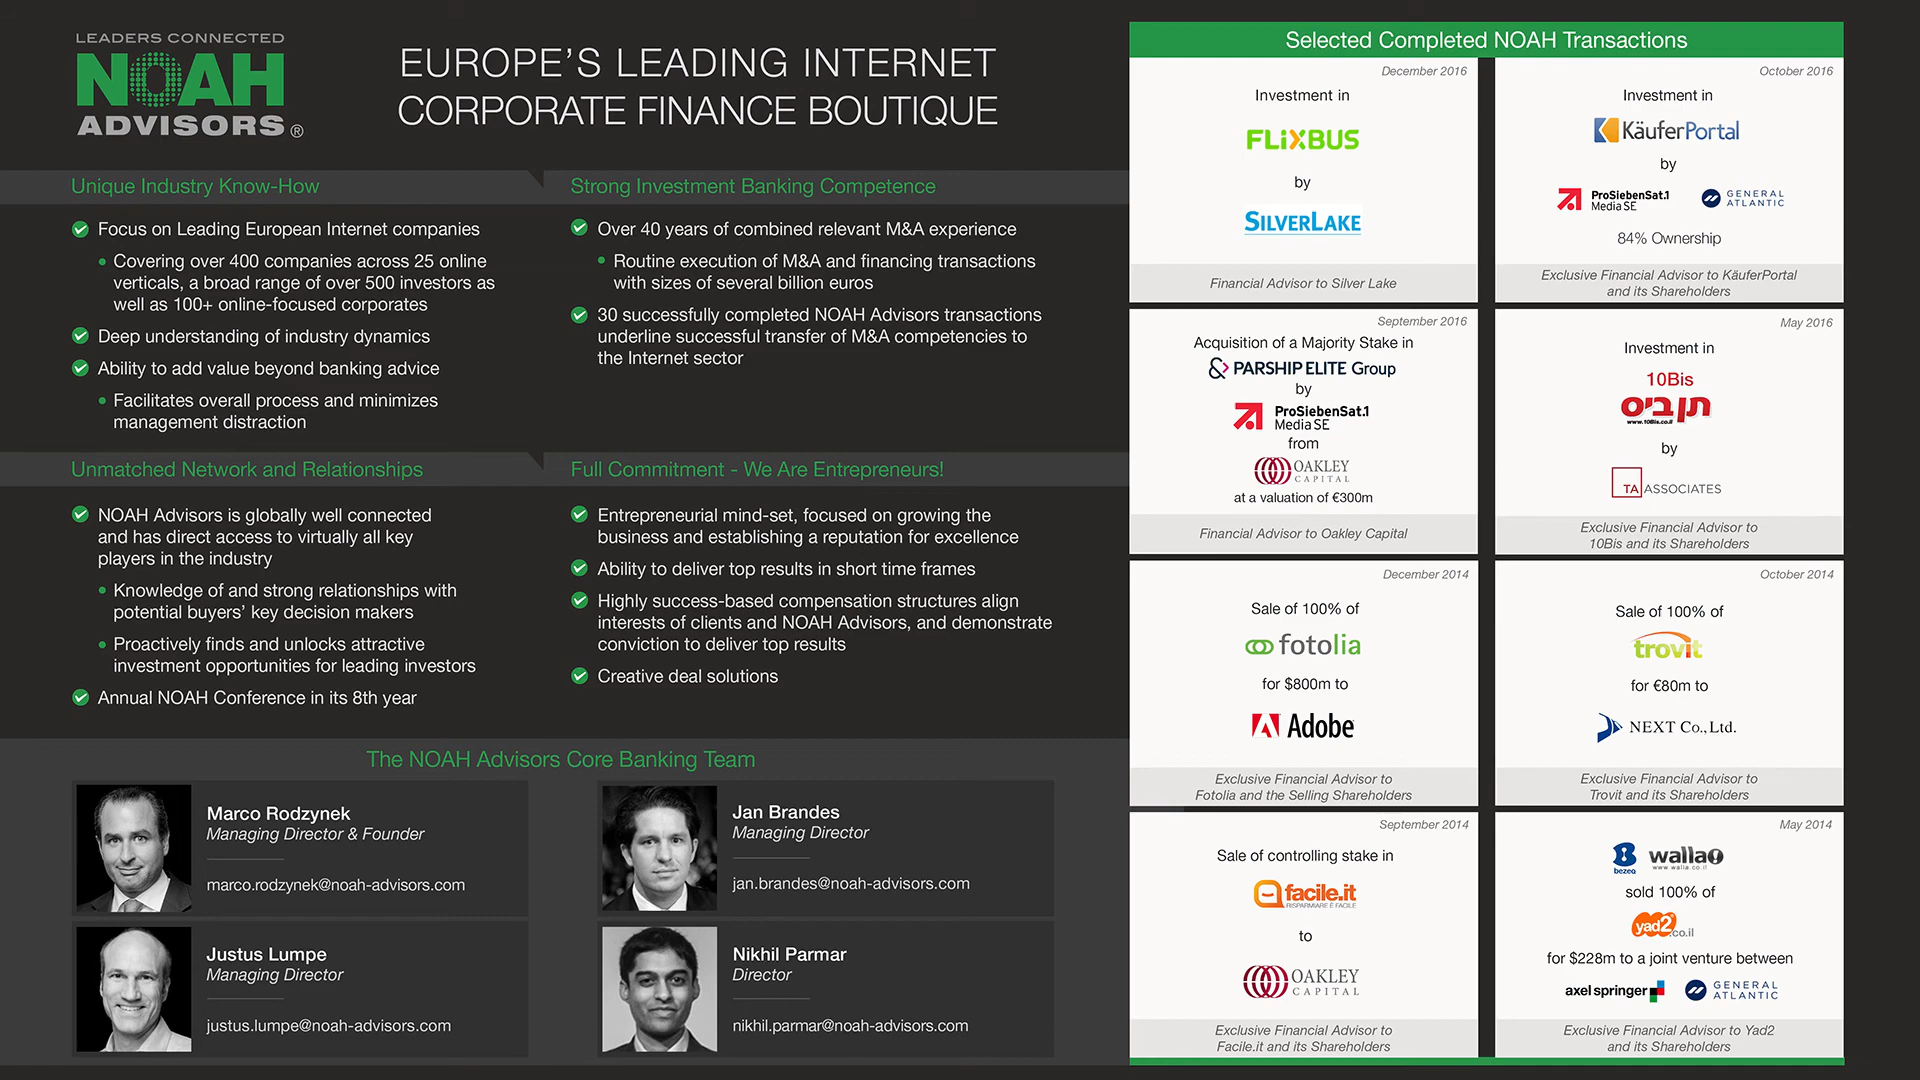 LEADERS CONNECTED
NOAH
ADVISORS®
EUROPE'S LEADING INTERNET
CORPORATE FINANCE BOUTIQUE
Unique Industry Know-How
Focus on Leading European Internet companies
Covering over 400 companies across 25 online
verticals, a broad range of over 500 investors as
well as 100+ online-focused corporates
Deep understanding of industry dynamics
Ability to add value beyond banking advice
Facilitates overall process and minimizes
management distraction
Strong Investment Banking Competence
Over 40 years of combined relevant M&A experience
Routine execution of M&A and financing transactions
with sizes of several billion euros
30 successfully completed NOAH Advisors transactions
underline successful transfer of M&A competencies to
the Internet sector
Unmatched Network and Relationships
NOAH Advisors is globally well connected
and has direct access to virtually all key
players in the industry
Knowledge of and strong relationships with
potential buyers' key decision makers
Proactively finds and unlocks attractive
investment opportunities for leading investors
Annual NOAH Conference in its 8th year
Full Commitment - We Are Entrepreneurs!
Entrepreneurial mind-set, focused on growing the
business and establishing a reputation for excellence
Ability to deliver top results in short time frames
Highly success-based compensation structures align
interests of clients and NOAH Advisors, and demonstrate
conviction to deliver top results
Creative deal solutions
The NOAH Advisors Core Banking Team
Marco Rodzynek
Managing Director & Founder
marco.rodzynek@noah-advisors.com
Jan Brandes
Managing Director
jan.brandes@noah-advisors.com
Justus Lumpe
Managing Director
justus.lumpe@noah-advisors.com
Nikhil Parmar
Director
nikhil.parmar@noah-advisors.com
Selected Completed NOAH Transactions
December 2016
Investment in
FLiXBUS
by
SILVERLAKE
Financial Advisor to Silver Lake
October 2016
Investment in
KäuferPortal
by
ProSiebenSat.1
Media SE
GENERAL
ATLANTIC
84% Ownership
Exclusive Financial Advisor to KäuferPortal
and its Shareholders
September 2016
Acquisition of a Majority Stake in
PARSHIP ELITE Group
by
ProSiebenSat.1
Media SE
from
OAKLEY
CAPITAL
at a valuation of €300m
Financial Advisor to Oakley Capital
May 2016
Investment in
10Bis
תן ביס
www.10Bis.co.il
by
TA ASSOCIATES
Exclusive Financial Advisor to
10Bis and its Shareholders
December 2014
Sale of 100% of
fotolia
for $800m to
Adobe
Exclusive Financial Advisor to
Fotolia and the Selling Shareholders
October 2014
Sale of 100% of
trovit
for €80m to
NEXT Co., Ltd.
Exclusive Financial Advisor to
Trovit and its Shareholders
September 2014
Sale of controlling stake in
facile.it
RISPARMIARE È FACILE
to
OAKLEY
CAPITAL
Exclusive Financial Advisor to
Facile.it and its Shareholders
May 2014
bezeq
walla!
www.walla.co.il
sold 100% of
yad2.co.il
for $228m to a joint venture between
axel springer
GENERAL
ATLANTIC
Exclusive Financial Advisor to Yad2
and its Shareholders